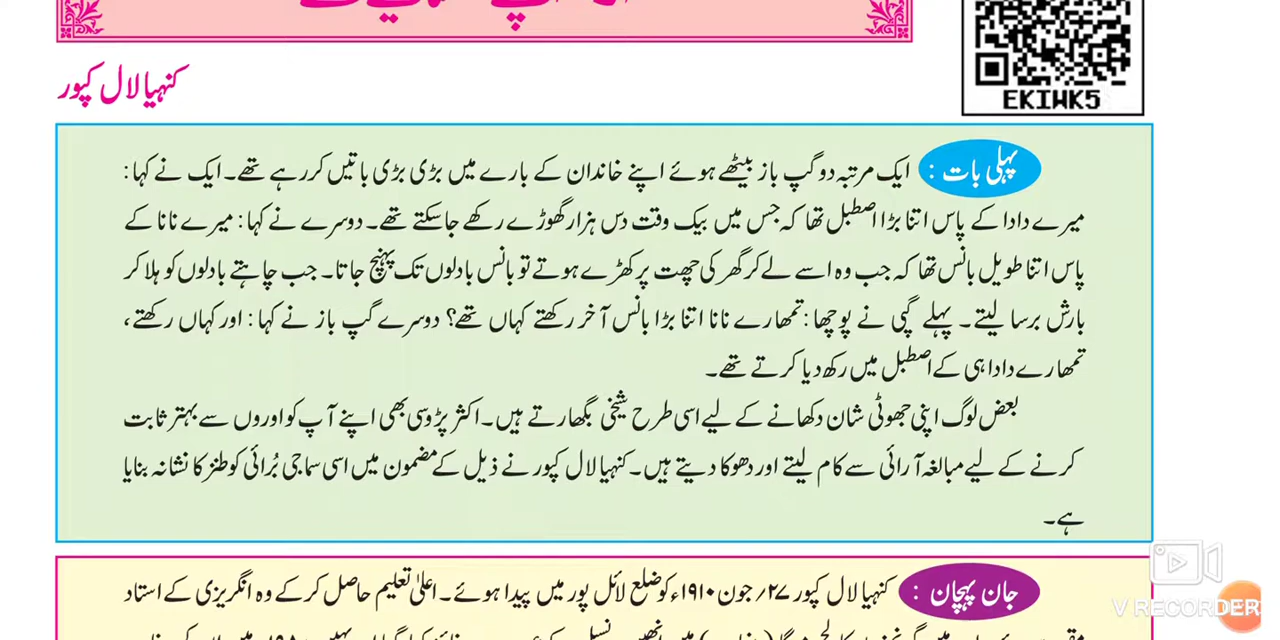 EKIWK5
کنہیا لال کپور
پہلی بات : ایک مرتبہ دو گپ باز بیٹھے ہوئے اپنے خاندان کے بارے میں بڑی بڑی باتیں کر رہے تھے۔ ایک نے کہا :
میرے دادا کے پاس اتنا بڑا اصطبل تھا کہ جس میں بیک وقت دس ہزار گھوڑے رکھے جا سکتے تھے۔ دوسرے نے کہا : میرے نانا کے
پاس اتنا طویل بانس تھا کہ جب وہ اسے لے کر گھر کی چھت پر کھڑے ہوتے تو بانس بادلوں تک پہنچ جاتا۔ جب چاہتے بادلوں کو ہلا کر
بارش برسا لیتے۔ پہلے گپی نے پوچھا : تمھارے نانا اتنا بڑا بانس آخر رکھتے کہاں تھے؟ دوسرے گپ باز نے کہا : اور کہاں رکھتے،
تمھارے دادا ہی کے اصطبل میں رکھ دیا کرتے تھے۔
بعض لوگ اپنی جھوٹی شان دکھانے کے لیے اسی طرح شیخی بگھارتے ہیں۔ اکثر پڑوسی بھی اپنے آپ کو اوروں سے بہتر ثابت
کرنے کے لیے مبالغہ آرائی سے کام لیتے اور دھوکا دیتے ہیں۔ کنہیا لال کپور نے ذیل کے مضمون میں اسی سماجی بُرائی کو طنز کا نشانہ بنایا
ہے۔
جان پہچان : کنہیا لال کپور ۲۷؍ جون ۱۹۱۰ء کو ضلع لائل پور میں پیدا ہوئے۔ اعلیٰ تعلیم حاصل کر کے وہ انگریزی کے استاد
V RECORDER